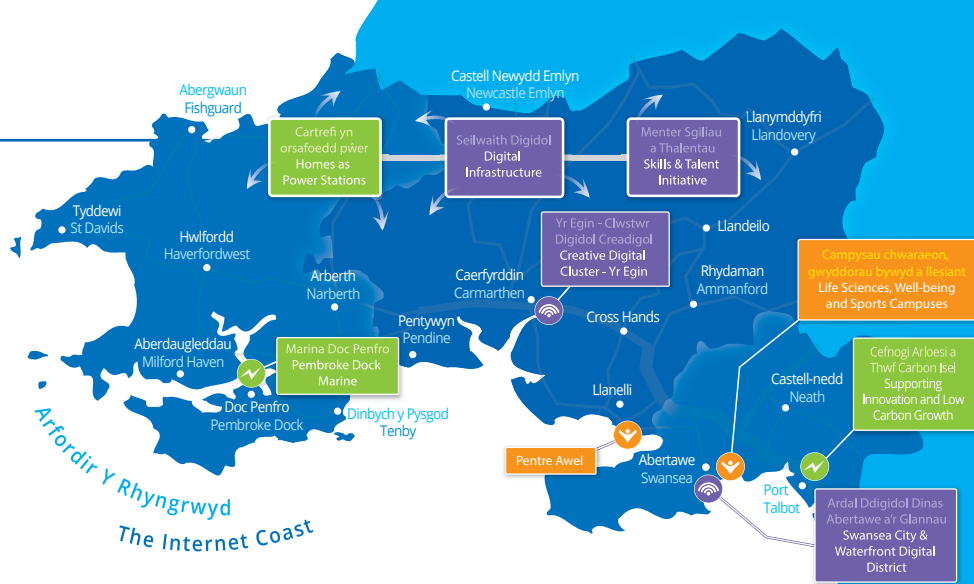 Castell Newydd Emlyn
Newcastle Emlyn
Abergwaun
Fishguard
Cartrefi yn
orsafoedd pŵer
Homes as
Power Stations
Seilwaith Digidol
Digital
Infrastructure
Menter Sgiliau
a Thalentau
Skills & Talent
Initiative
Llanymddyfri
Llandovery
Tyddewi
St Davids
Hwlfordd
Haverfordwest
Yr Egin - Clwstwr
Digidol Creadigol
Creative Digital
Cluster - Yr Egin
Llandeilo
Campysau chwaraeon,
gwyddorau bywyd a llesiant
Life Sciences, Well-being
and Sports Campuses
Arberth
Narberth
Caerfyrddin
Carmarthen
Rhydaman
Ammanford
Pentywyn
Pendine
Cross Hands
Aberdaugleddau
Milford Haven
Marina Doc Penfro
Pembroke Dock
Marine
Cefnogi Arloesi a
Thwf Carbon Isel
Supporting
Innovation and Low
Carbon Growth
Castell-nedd
Neath
Llanelli
Doc Penfro
Pembroke Dock
Dinbych y Pysgod
Tenby
Pentre Awel
Abertawe
Swansea
Port
Talbot
Ardal Ddigidol Dinas
Abertawe a'r Glannau
Swansea City &
Waterfront Digital
District
Arfordir Y Rhyngrwyd
The Internet Coast